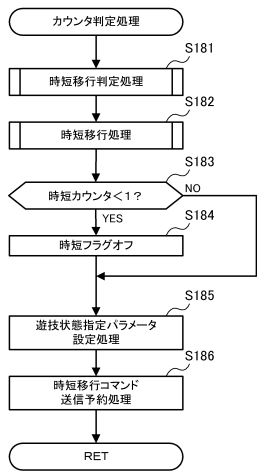 カウンタ判定処理
S181
時短移行判定処理
S182
時短移行処理
S183
時短カウンタ<1?
NO
YES
S184
時短フラグオフ
S185
遊技状態指定パラメータ
設定処理
S186
時短移行コマンド
送信予約処理
RET